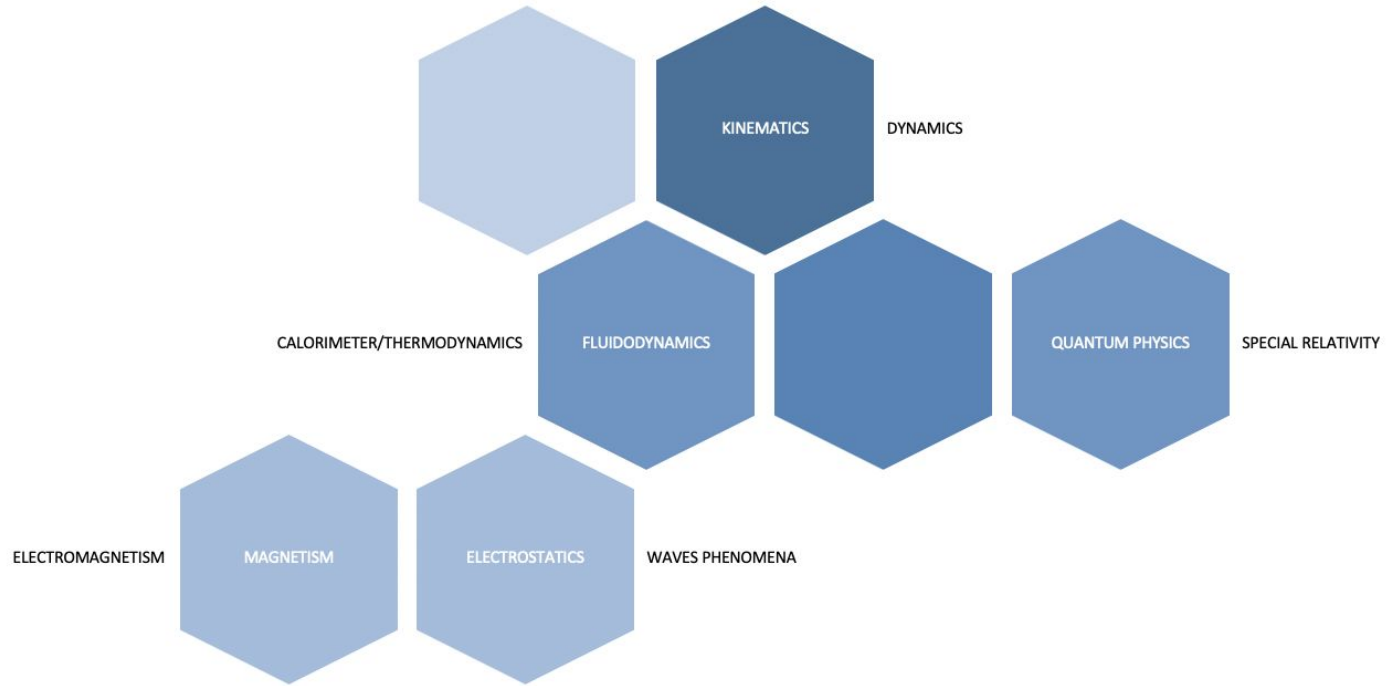 KINEMATICS
DYNAMICS
CALORIMETER/THERMODYNAMICS
FLUIDODYNAMICS
QUANTUM PHYSICS
SPECIAL RELATIVITY
ELECTROMAGNETISM
MAGNETISM
ELECTROSTATICS
WAVES PHENOMENA